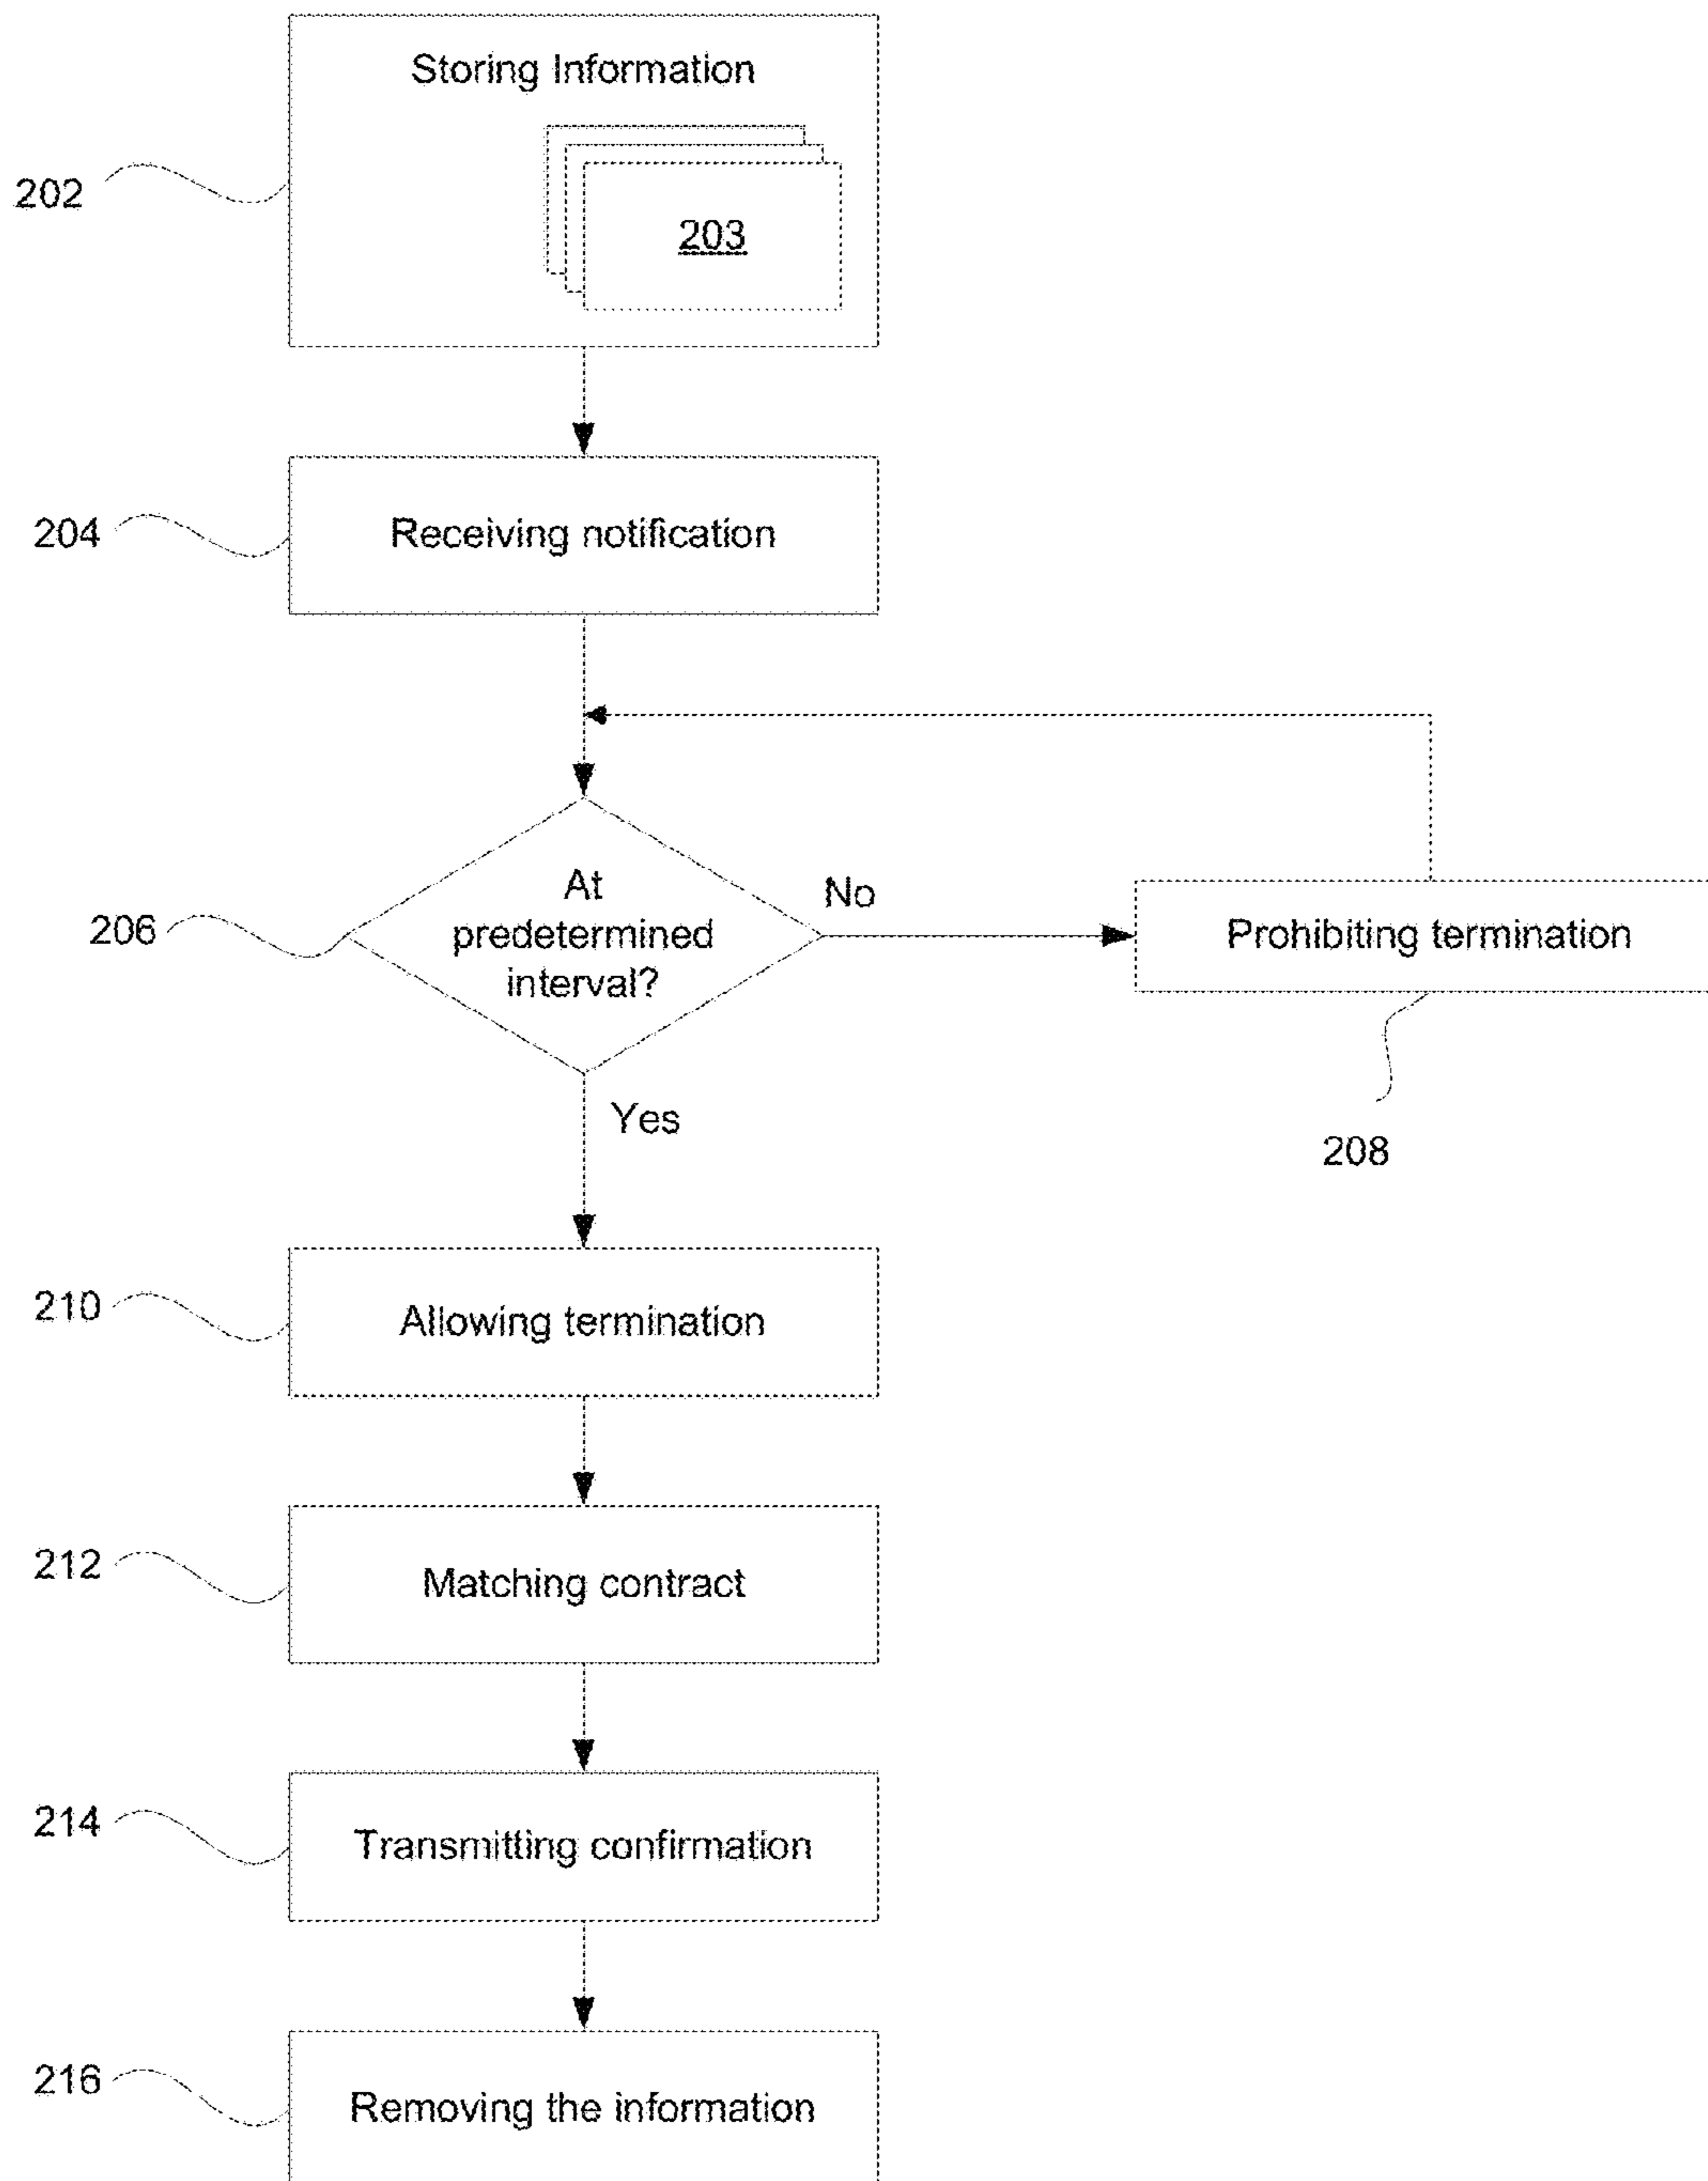 Storing Information
202
203
204
Receiving notification
206
At
predetermined
interval?
No
Prohibiting termination
208
Yes
210
Allowing termination
212
Matching contract
214
Transmitting confirmation
216
Removing the information